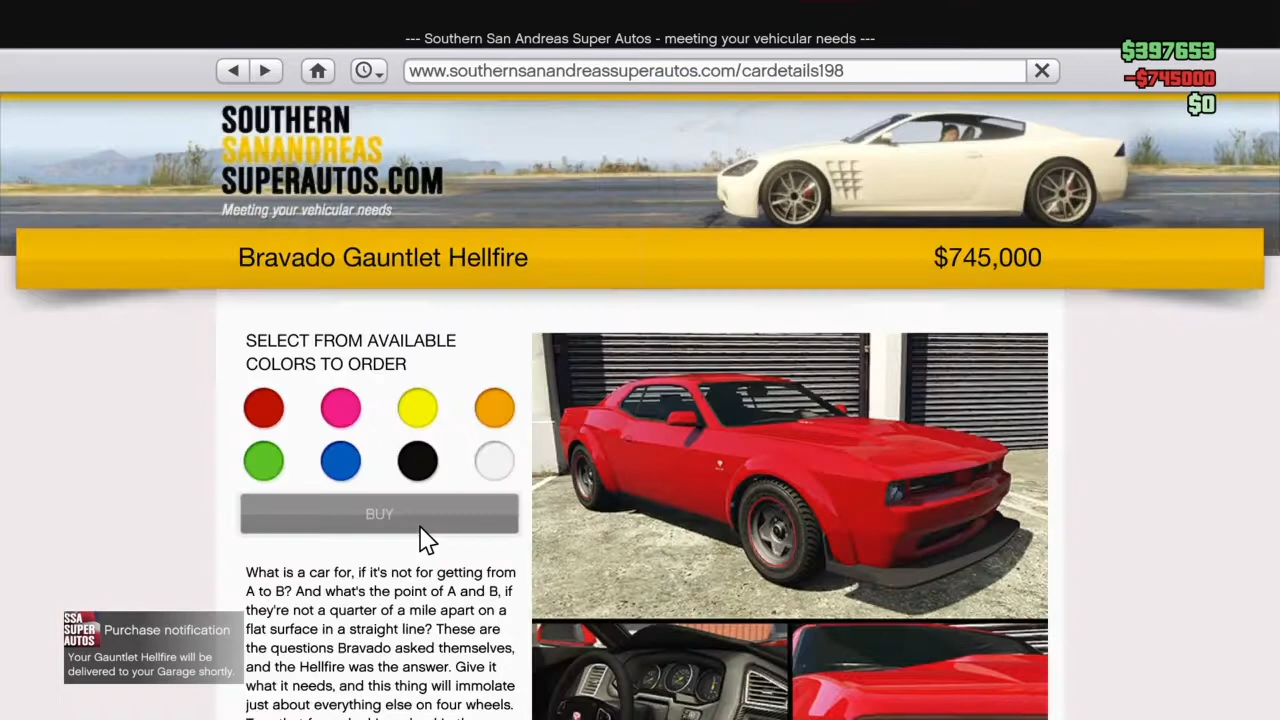 --- Southern San Andreas Super Autos - meeting your vehicular needs ---
$397653
www.southernsanandreassuperautos.com/cardetails198
-$745000
$0
SOUTHERN
SANANDREAS
SUPERAUTOS.COM
Meeting your vehicular needs
Bravado Gauntlet Hellfire
$745,000
SELECT FROM AVAILABLE
COLORS TO ORDER
BUY
What is a car for, if it's not for getting from
A to B? And what's the point of A and B, if
they're not a quarter of a mile apart on a
flat surface in a straight line? These are
the questions Bravado asked themselves,
and the Hellfire was the answer. Give it
what it needs, and this thing will immolate
just about everything else on four wheels.
SSA
SUPER
AUTOS
Purchase notification
Your Gauntlet Hellfire will be
delivered to your Garage shortly.